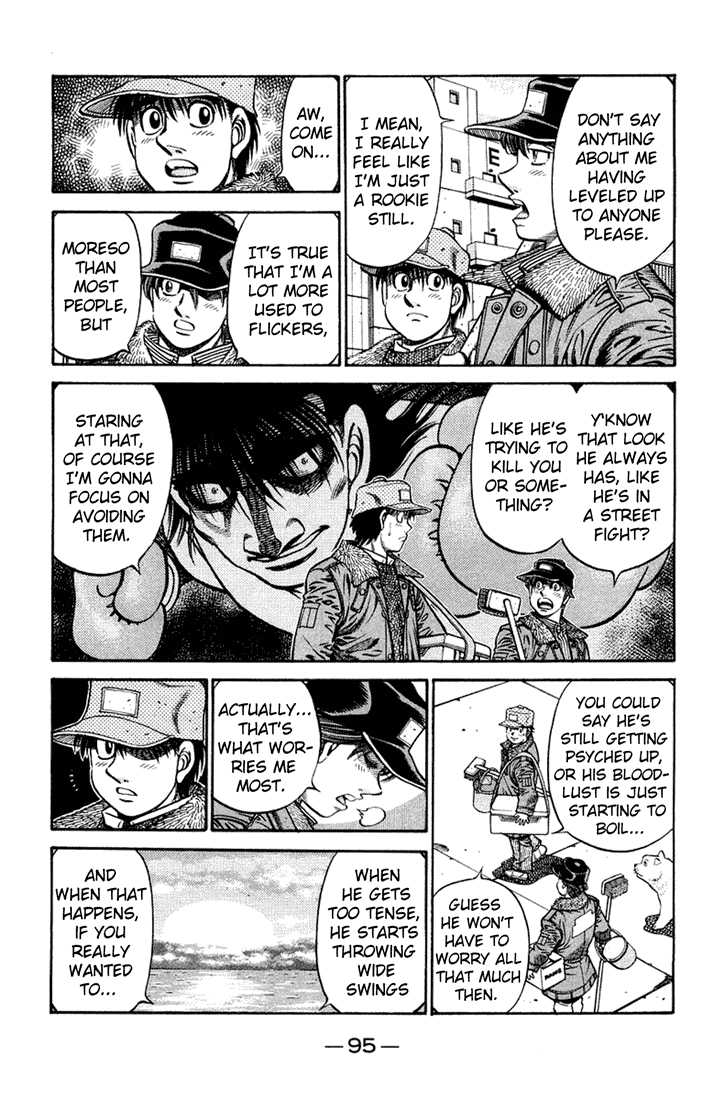 DON'T SAY
ANYTHING
ABOUT ME
HAVING
LEVELED UP
TO ANYONE
PLEASE.
I MEAN,
I REALLY
FEEL LIKE
I'M JUST
A ROOKIE
STILL.
E
AW,
COME
ON...
IT'S TRUE
THAT I'M A
LOT MORE
USED TO
FLICKERS,
MORESO
THAN
MOST
PEOPLE,
BUT
Y'KNOW
THAT LOOK
HE ALWAYS
HAS, LIKE
HE'S IN
A STREET
FIGHT?
LIKE HE'S
TRYING TO
KILL YOU
OR SOME-
THING?
STARING
AT THAT,
OF COURSE
I'M GONNA
FOCUS ON
AVOIDING
THEM.
YOU COULD
SAY HE'S
STILL GETTING
PSYCHED UP,
OR HIS BLOOD-
LUST IS JUST
STARTING TO
BOIL...
GUESS
HE WON'T
HAVE TO
WORRY ALL
THAT MUCH
THEN.
ACTUALLY...
THAT'S
WHAT WOR-
RIES ME
MOST.
WHEN
HE GETS
TOO TENSE,
HE STARTS
THROWING
WIDE
SWINGS
AND
WHEN THAT
HAPPENS,
IF YOU
REALLY
WANTED
TO...
—95—